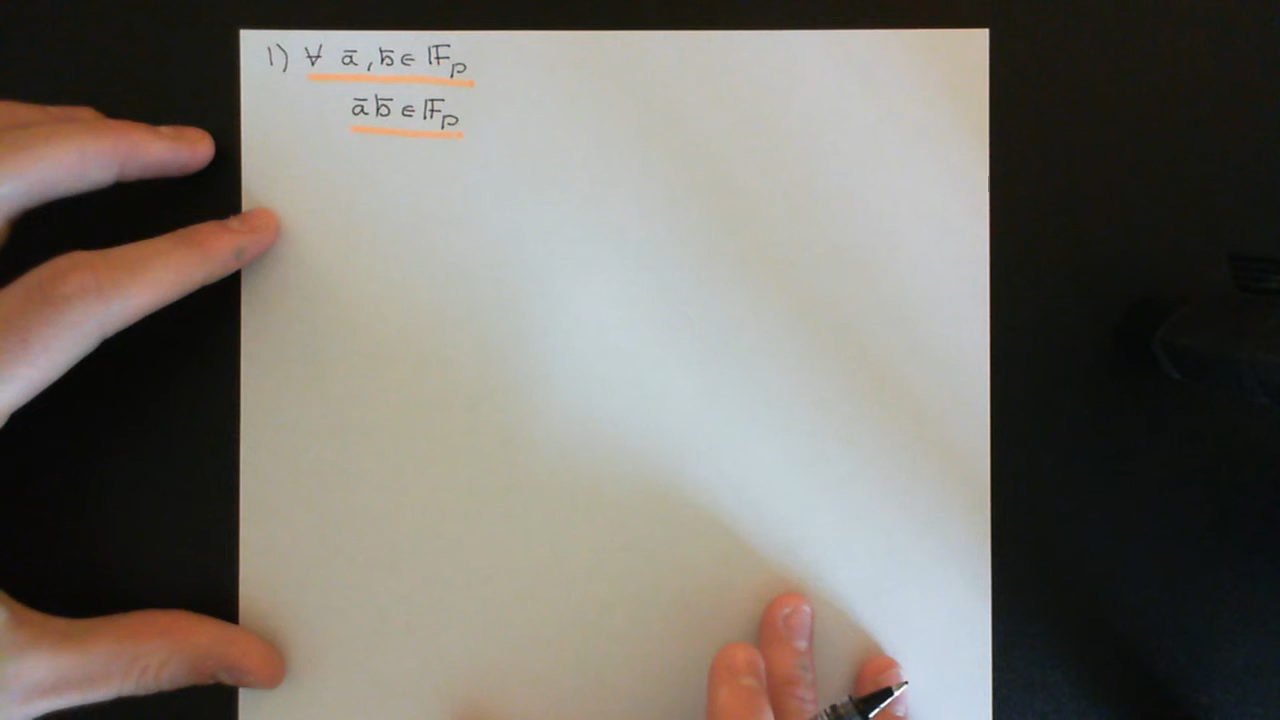 1) ∀ ā, b̄ ∈ 𝔽ₚ
ā b̄ ∈ 𝔽ₚ